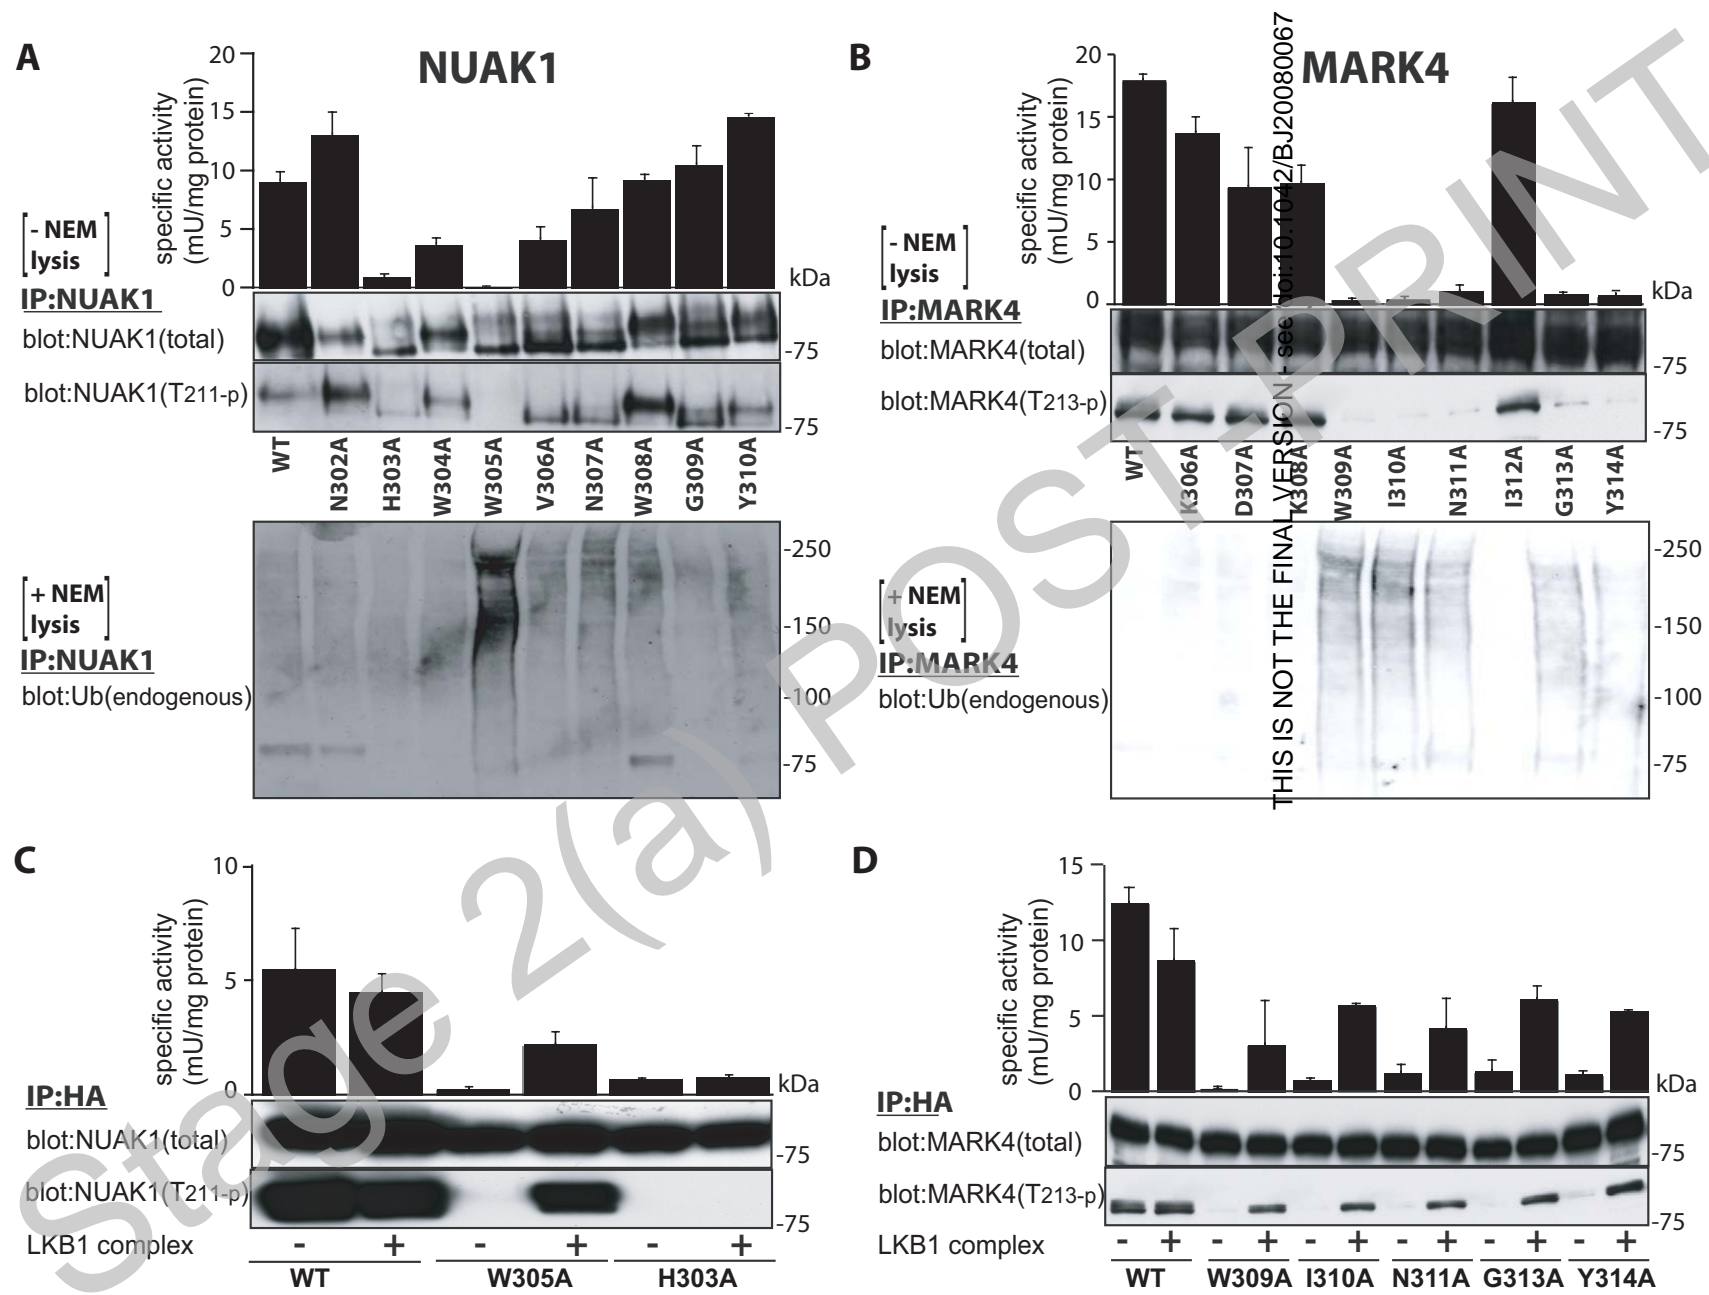 A
NUAK1
20
15
10
5
0
specific activity
(mU/mg protein)
[- NEM
lysis]
IP:NUAK1
kDa
blot:NUAK1(total)
-75
blot:NUAK1(T211-p)
-75
WT
N302A
H303A
W304A
W305A
V306A
N307A
W308A
G309A
Y310A
[+ NEM
lysis]
IP:NUAK1
blot:Ub(endogenous)
-250
-150
-100
-75
B
MARK4
20
15
10
5
0
specific activity
(mU/mg protein)
[- NEM
lysis]
IP:MARK4
kDa
blot:MARK4(total)
-75
blot:MARK4(T213-p)
-75
WT
K306A
D307A
K308A
W309A
I310A
N311A
I312A
G313A
Y314A
[+ NEM
lysis]
IP:MARK4
blot:Ub(endogenous)
-250
-150
-100
-75
C
10
5
0
specific activity
(mU/mg protein)
IP:HA
kDa
blot:NUAK1(total)
-75
blot:NUAK1(T211-p)
-75
LKB1 complex - + - + - +
WT W305A H303A
D
15
10
5
0
specific activity
(mU/mg protein)
IP:HA
kDa
blot:MARK4(total)
-75
blot:MARK4(T213-p)
-75
LKB1 complex - + - + - + - + - + - +
WT W309A I310A N311A G313A Y314A
THIS IS NOT THE FINAL VERSION - see doi:10.1042/BJ20080067
Stage 2(a) POST-PRINT